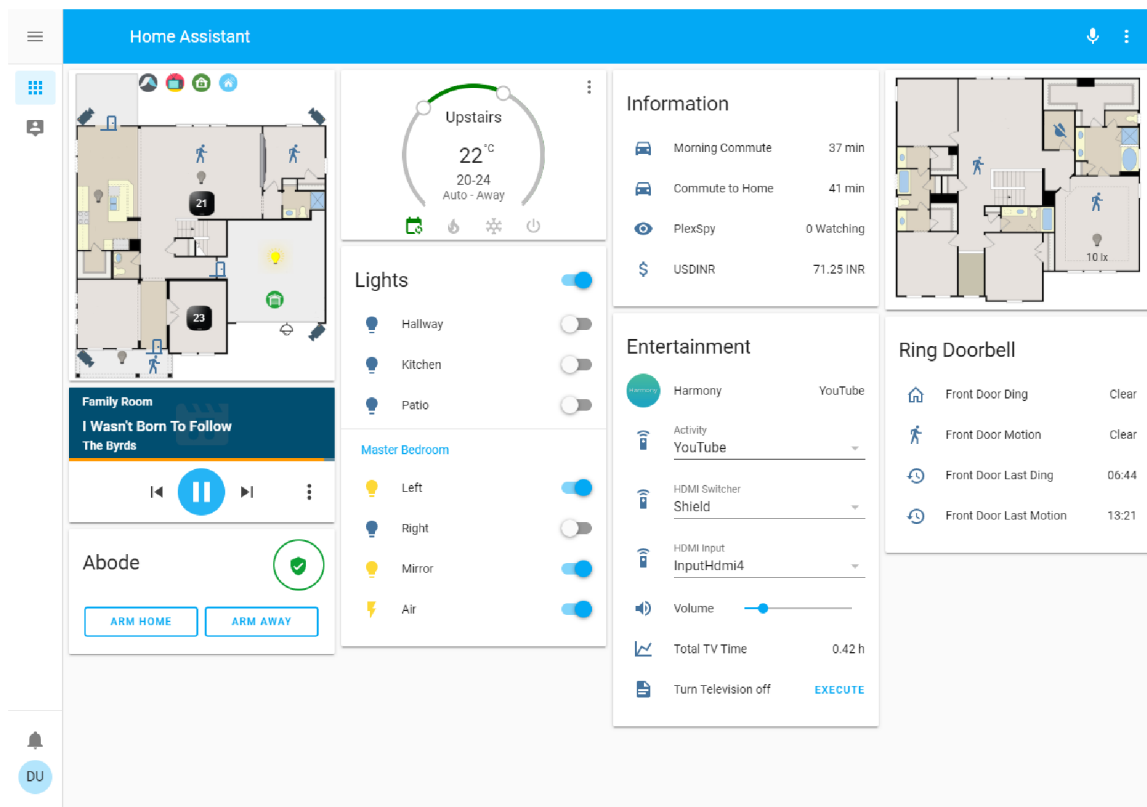 Home Assistant
21
23
Family Room
I Wasn't Born To Follow
The Byrds
Abode
ARM HOME
ARM AWAY
Upstairs
22 °C
20-24
Auto - Away
Lights
Hallway
Kitchen
Patio
Master Bedroom
Left
Right
Mirror
Air
Information
Morning Commute 37 min
Commute to Home 41 min
PlexSpy 0 Watching
USDINR 71.25 INR
Entertainment
Harmony Harmony YouTube
Activity
YouTube
HDMI Switcher
Shield
HDMI Input
InputHdmi4
Volume
Total TV Time 0.42 h
Turn Television off EXECUTE
10 lx
Ring Doorbell
Front Door Ding Clear
Front Door Motion Clear
Front Door Last Ding 06:44
Front Door Last Motion 13:21
DU